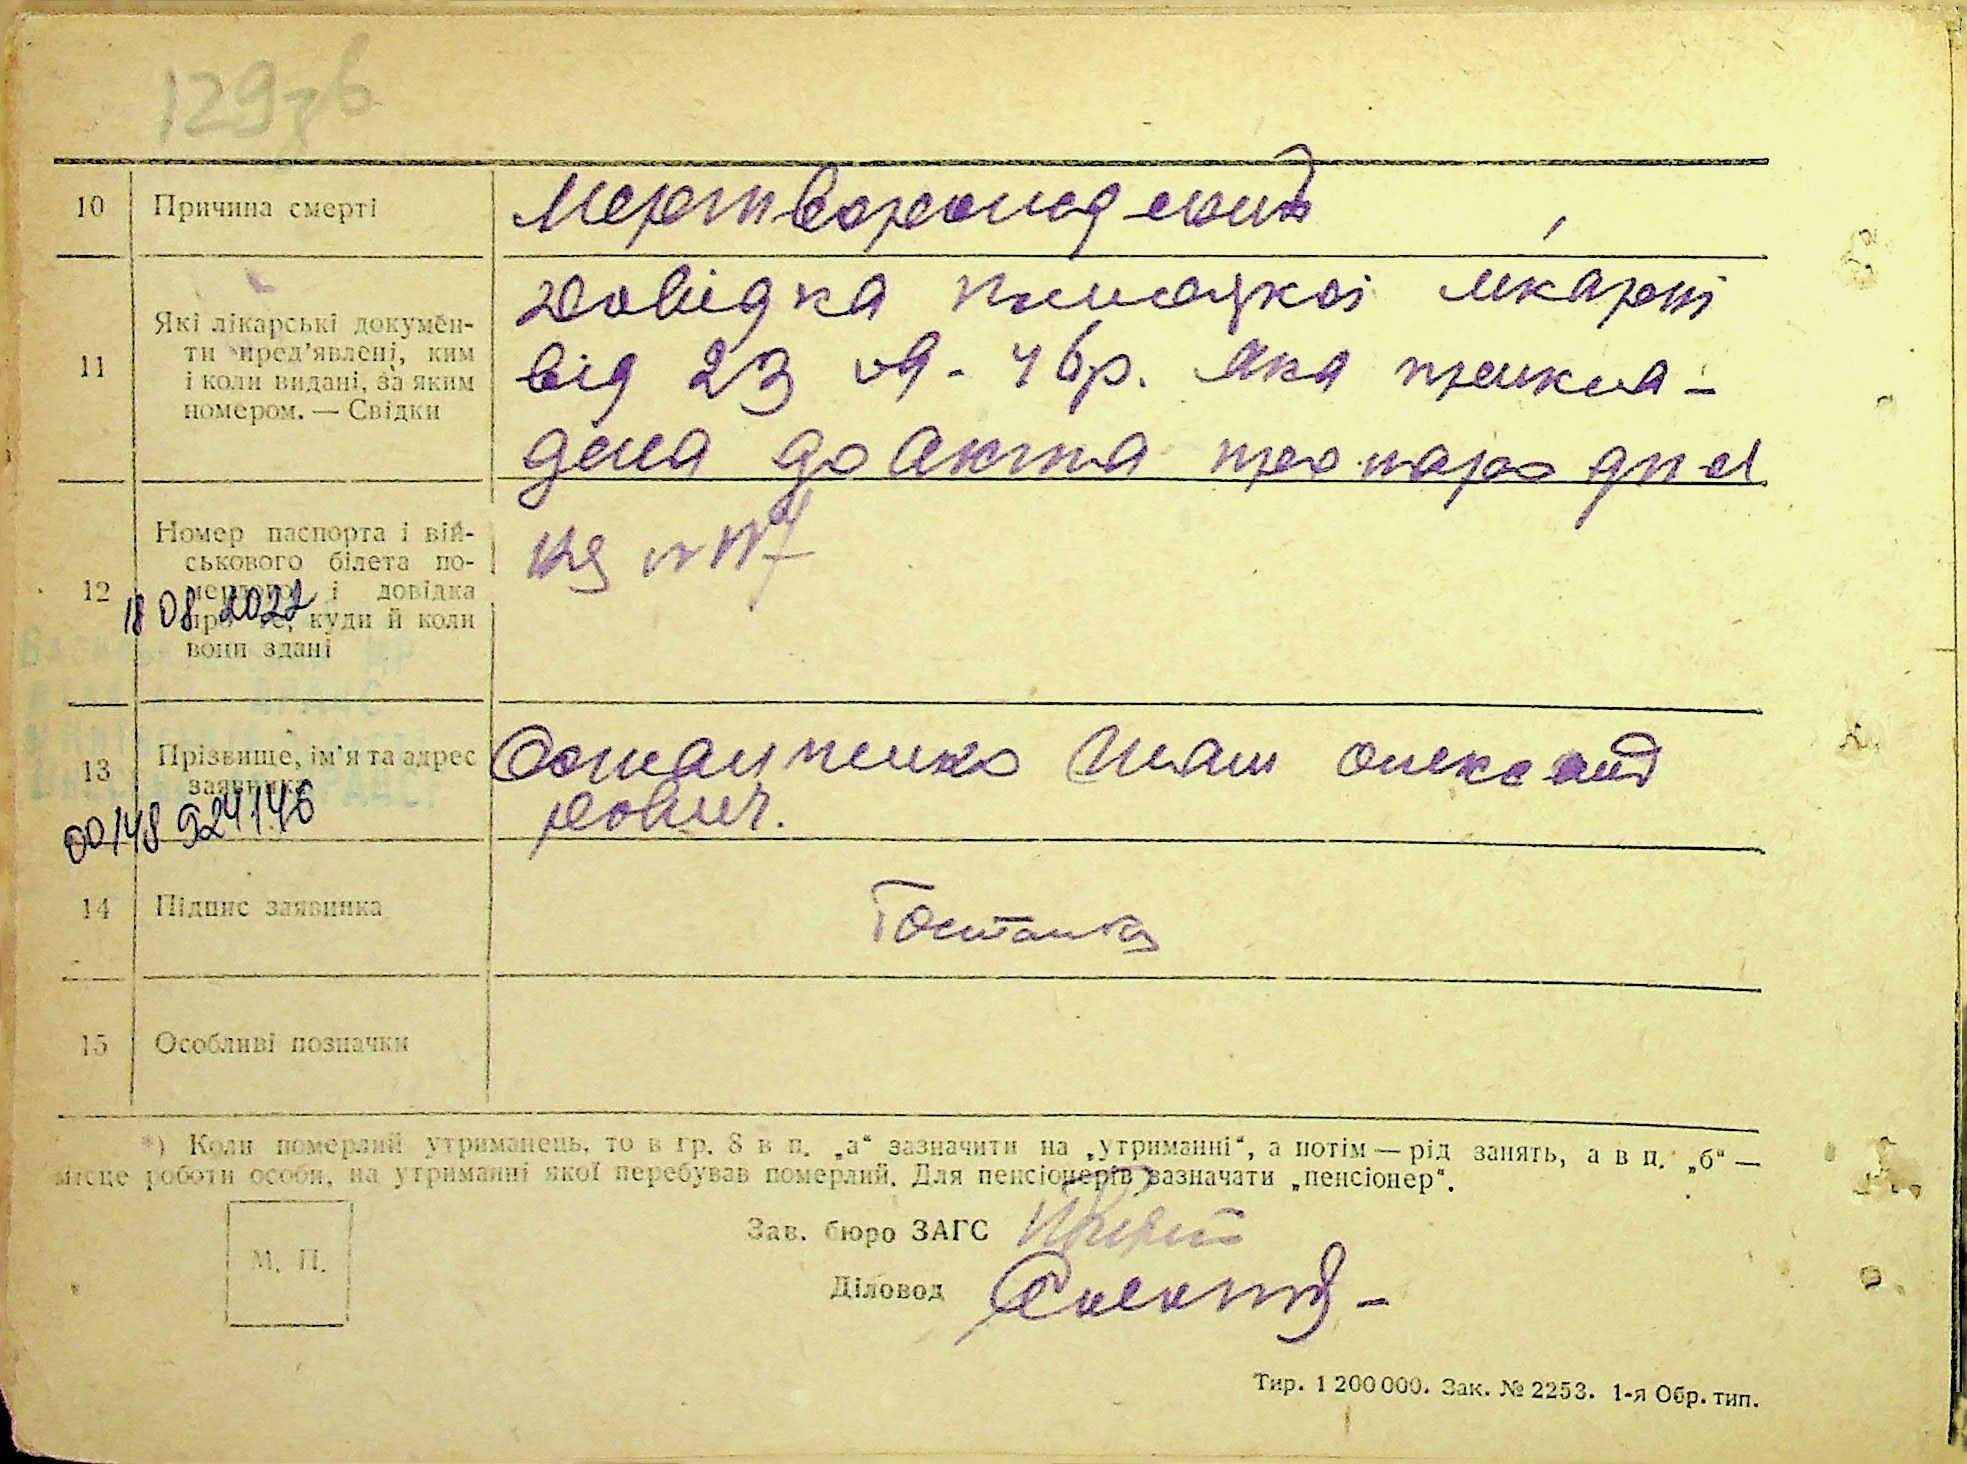 129зв
10 Причина смерті Мертворожденый
11 Які лікарські докумен-
ти пред'явлені, ким
і коли видані, за яким
номером. — Свідки
довідка лікарні
від 23 46р. яка прикла-
дена до акта про народження
12 Номер паспорта і вій-
ськового білета по-
мерлого і довідка
про те, куди й коли
вони здані
18 08 2022
13 Прізвище, ім'я та адрес
заявника
Остапченко Іван Олександ
рович.
00148 924146
14 Підпис заявника
15 Особливі позначки
*) Коли померлий утриманець, то в гр. 8 в п. „а" зазначити на „утриманні", а потім — рід занять, а в п. „б" —
місце роботи особи, на утриманні якої перебував померлий. Для пенсіонерів зазначати „пенсіонер".
М. П.
Зав. бюро ЗАГС
Діловод
Тир. 1 200 000. Зак. № 2253. 1-я Обр. тип.